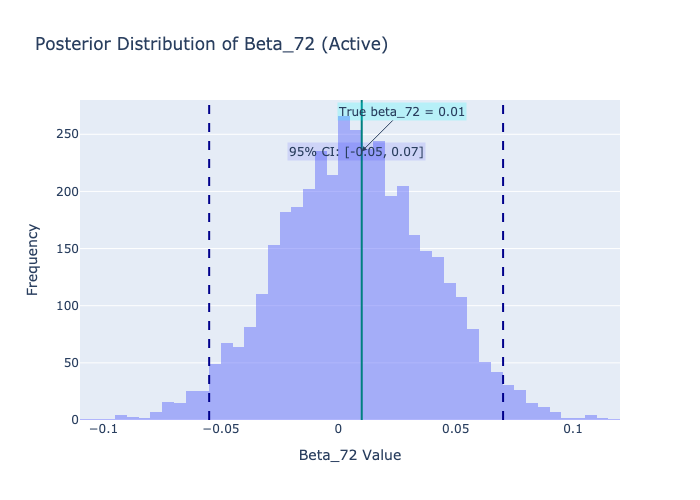 Posterior Distribution of Beta_72 (Active)
True beta_72 = 0.01
95% CI: [-0.05, 0.07]
250
200
150
100
50
0
Frequency
−0.1
−0.05
0
0.05
0.1
Beta_72 Value